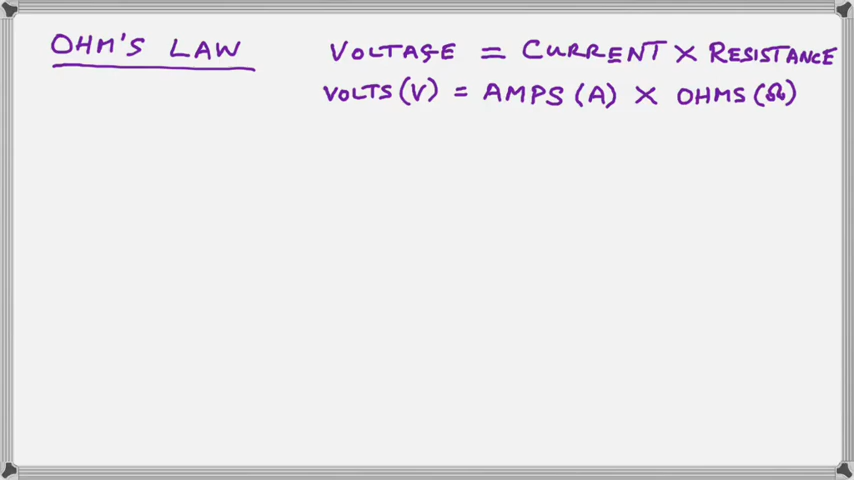 OHM'S LAW
VOLTAGE = CURRENT × RESISTANCE
VOLTS (V) = AMPS (A) × OHMS (Ω)